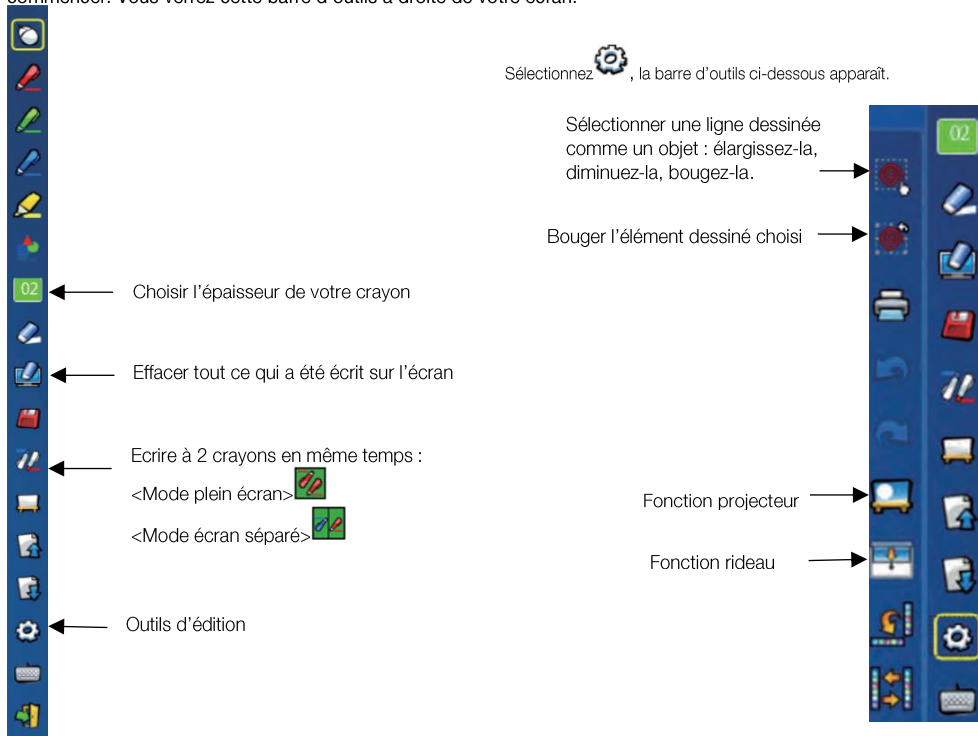 commencer. Vous verrez cette barre d'outils à droite de votre écran.
Sélectionnez , la barre d'outils ci-dessous apparaît.
Sélectionner une ligne dessinée
comme un objet : élargissez-la,
diminuez-la, bougez-la.
02
Bouger l'élément dessiné choisi
02
Choisir l'épaisseur de votre crayon
Effacer tout ce qui a été écrit sur l'écran
Ecrire à 2 crayons en même temps :
<Mode plein écran>
<Mode écran séparé>
Fonction projecteur
Fonction rideau
Outils d'édition